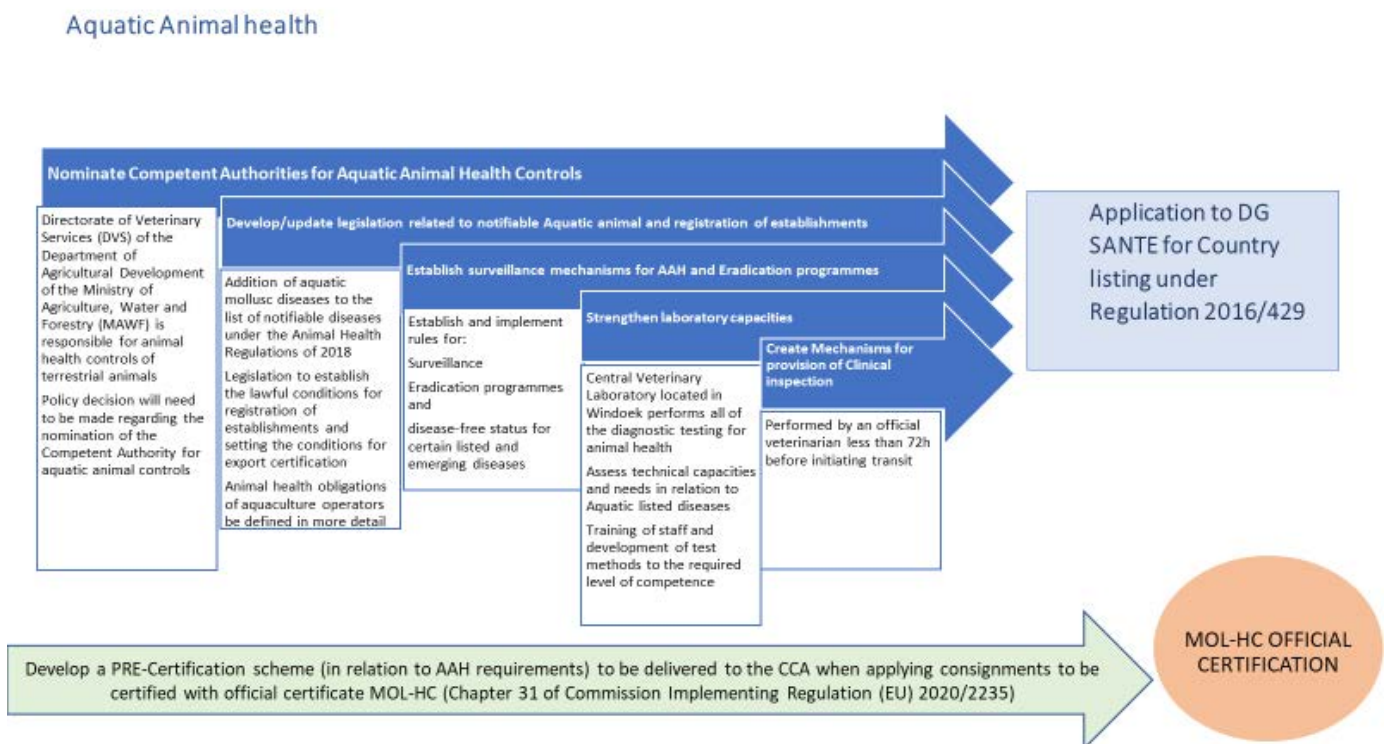 Aquatic Animal health
Nominate Competent Authorities for Aquatic Animal Health Controls
Directorate of Veterinary
Services (DVS) of the
Department of
Agricultural Development
of the Ministry of
Agriculture, Water and
Forestry (MAWF) is
responsible for animal
health controls of
terrestrial animals
Policy decision will need
to be made regarding the
nomination of the
Competent Authority for
aquatic animal controls
Develop/update legislation related to notifiable Aquatic animal and registration of establishments
Addition of aquatic
mollusc diseases to the
list of notifiable diseases
under the Animal Health
Regulations of 2018
Legislation to establish
the lawful conditions for
registration of
establishments and
setting the conditions for
export certification
Animal health obligations
of aquaculture operators
be defined in more detail
Establish surveillance mechanisms for AAH and Eradication programmes
Establish and implement
rules for:
Surveillance
Eradication programmes
and
disease-free status for
certain listed and
emerging diseases
Strengthen laboratory capacities
Central Veterinary
Laboratory located in
Windoek performs all of
the diagnostic testing for
animal health
Assess technical capacities
and needs in relation to
Aquatic listed diseases
Training of staff and
development of test
methods to the required
level of competence
Create Mechanisms for
provision of Clinical
inspection
Performed by an official
veterinarian less than 72h
before initiating transit
Application to DG
SANTE for Country
listing under
Regulation 2016/429
Develop a PRE-Certification scheme (in relation to AAH requirements) to be delivered to the CCA when applying consignments to be
certified with official certificate MOL-HC (Chapter 31 of Commission Implementing Regulation (EU) 2020/2235)
MOL-HC OFFICIAL
CERTIFICATION